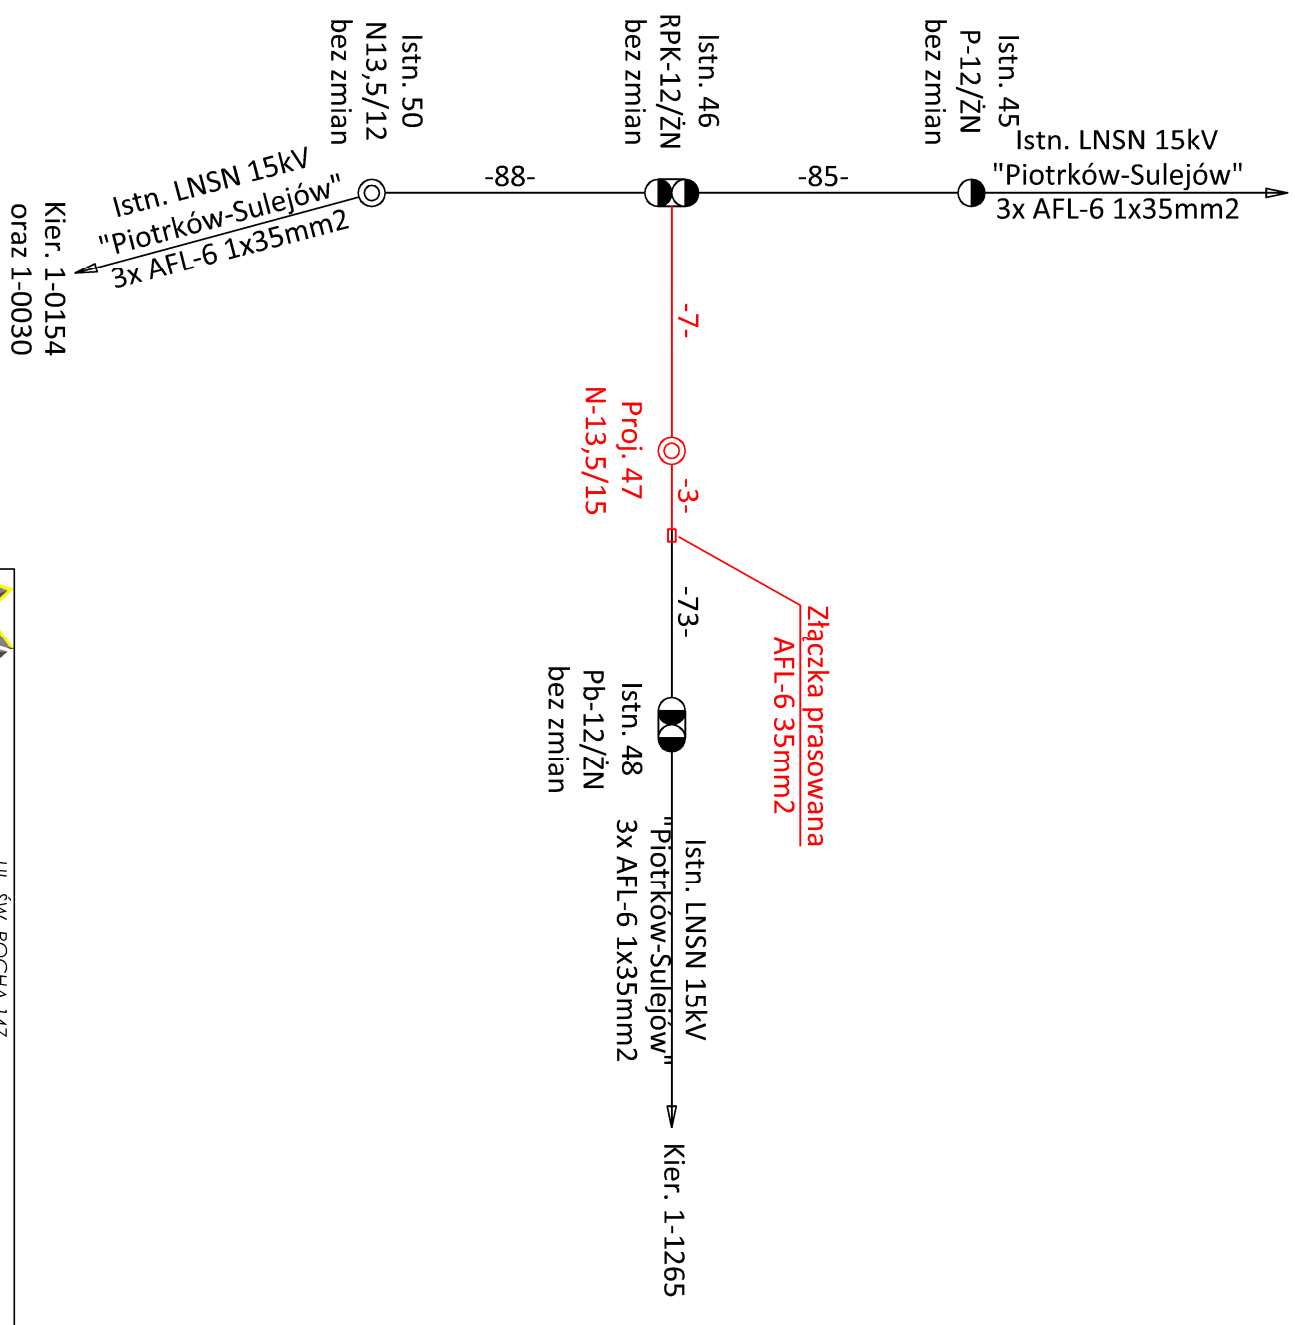 Istn. 45
P-12/ŻN
bez zmian
Istn. LNSN 15kV
"Piotrków-Sulejów"
3x AFL-6 1x35mm2
-85-
Istn. 46
RPK-12/ŻN
bez zmian
-88-
Istn. 50
N13,5/12
bez zmian
Istn. LNSN 15kV
"Piotrków-Sulejów"
3x AFL-6 1x35mm2
Kier. 1-0154
oraz 1-0030
-7-
Proj. 47
N-13,5/15
-3-
Złączka prasowana
AFL-6 35mm2
-73-
Istn. 48
Pb-12/ŻN
bez zmian
Istn. LNSN 15kV
"Piotrków-Sulejów"
3x AFL-6 1x35mm2
Kier. 1-1265
UL. ŚW. ROCHA 147